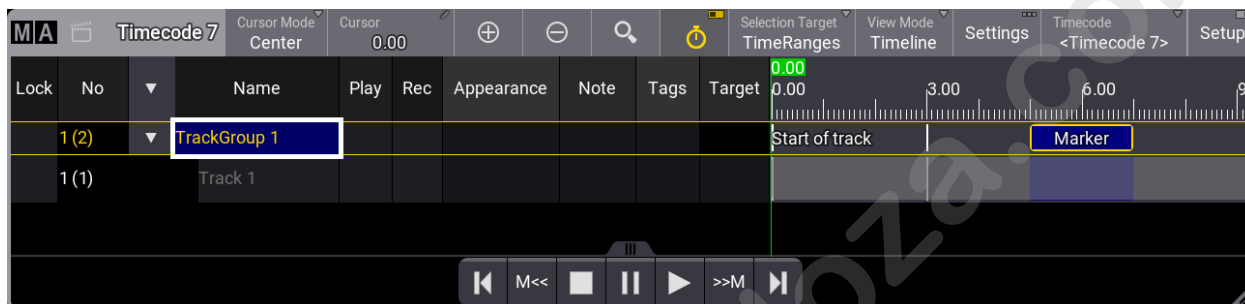 MA Timecode 7 Cursor Mode Center Cursor 0.00 Selection Target TimeRanges View Mode Timeline Settings Timecode <Timecode 7> Setup
0.00
Lock No Name Play Rec Appearance Note Tags Target 0.00 3.00 6.00 9
1 (2) TrackGroup 1 Start of track Marker
1 (1) Track 1
M<< >>M